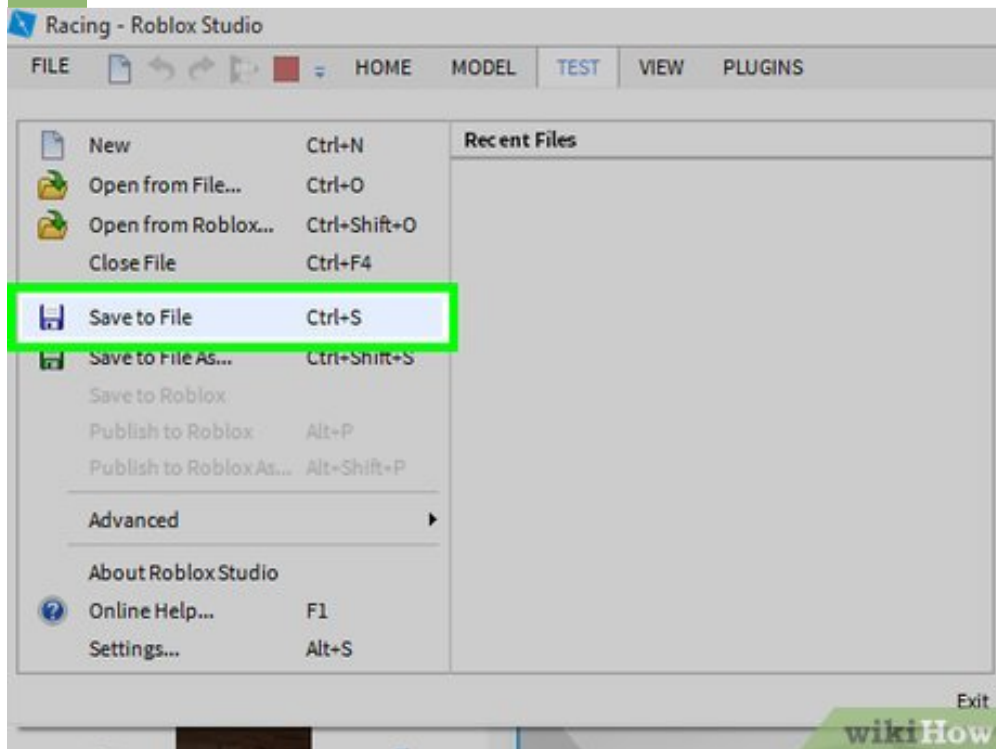 Racing - Roblox Studio
FILE HOME MODEL TEST VIEW PLUGINS
New Ctrl+N
Recent Files
Open from File... Ctrl+O
Open from Roblox... Ctrl+Shift+O
Close File Ctrl+F4
Save to File Ctrl+S
Save to File As... Ctrl+Shift+S
Save to Roblox
Publish to Roblox Alt+P
Publish to Roblox As... Alt+Shift+P
Advanced
About Roblox Studio
Online Help... F1
Settings... Alt+S
Exit
wikiHow